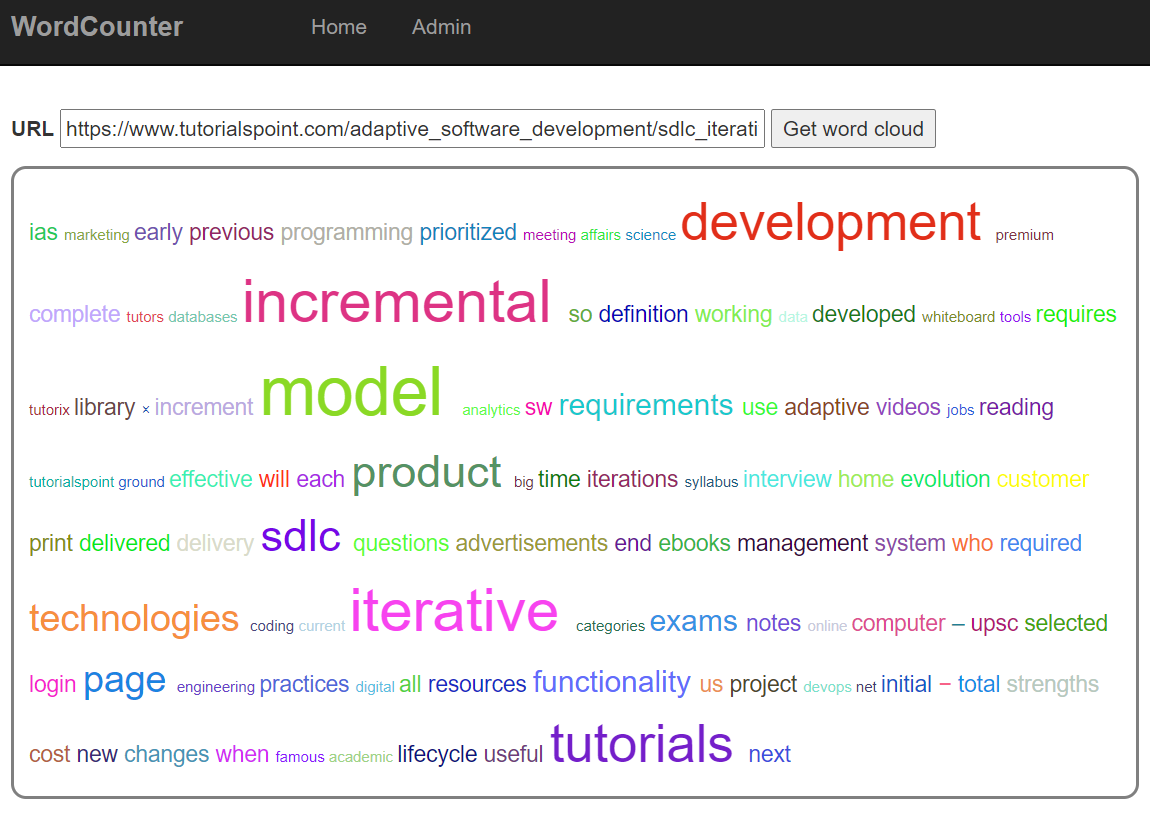 WordCounter Home Admin
URL https://www.tutorialspoint.com/adaptive_software_development/sdlc_iterati Get word cloud
ias marketing early previous programming prioritized meeting affairs science development premium
complete tutors databases incremental so definition working data developed whiteboard tools requires
tutorix library × increment model analytics sw requirements use adaptive videos jobs reading
tutorialspoint ground effective will each product big time iterations syllabus interview home evolution customer
print delivered delivery sdlc questions advertisements end ebooks management system who required
technologies coding current iterative categories exams notes online computer – upsc selected
login page engineering practices digital all resources functionality us project devops net initial − total strengths
cost new changes when famous academic lifecycle useful tutorials next